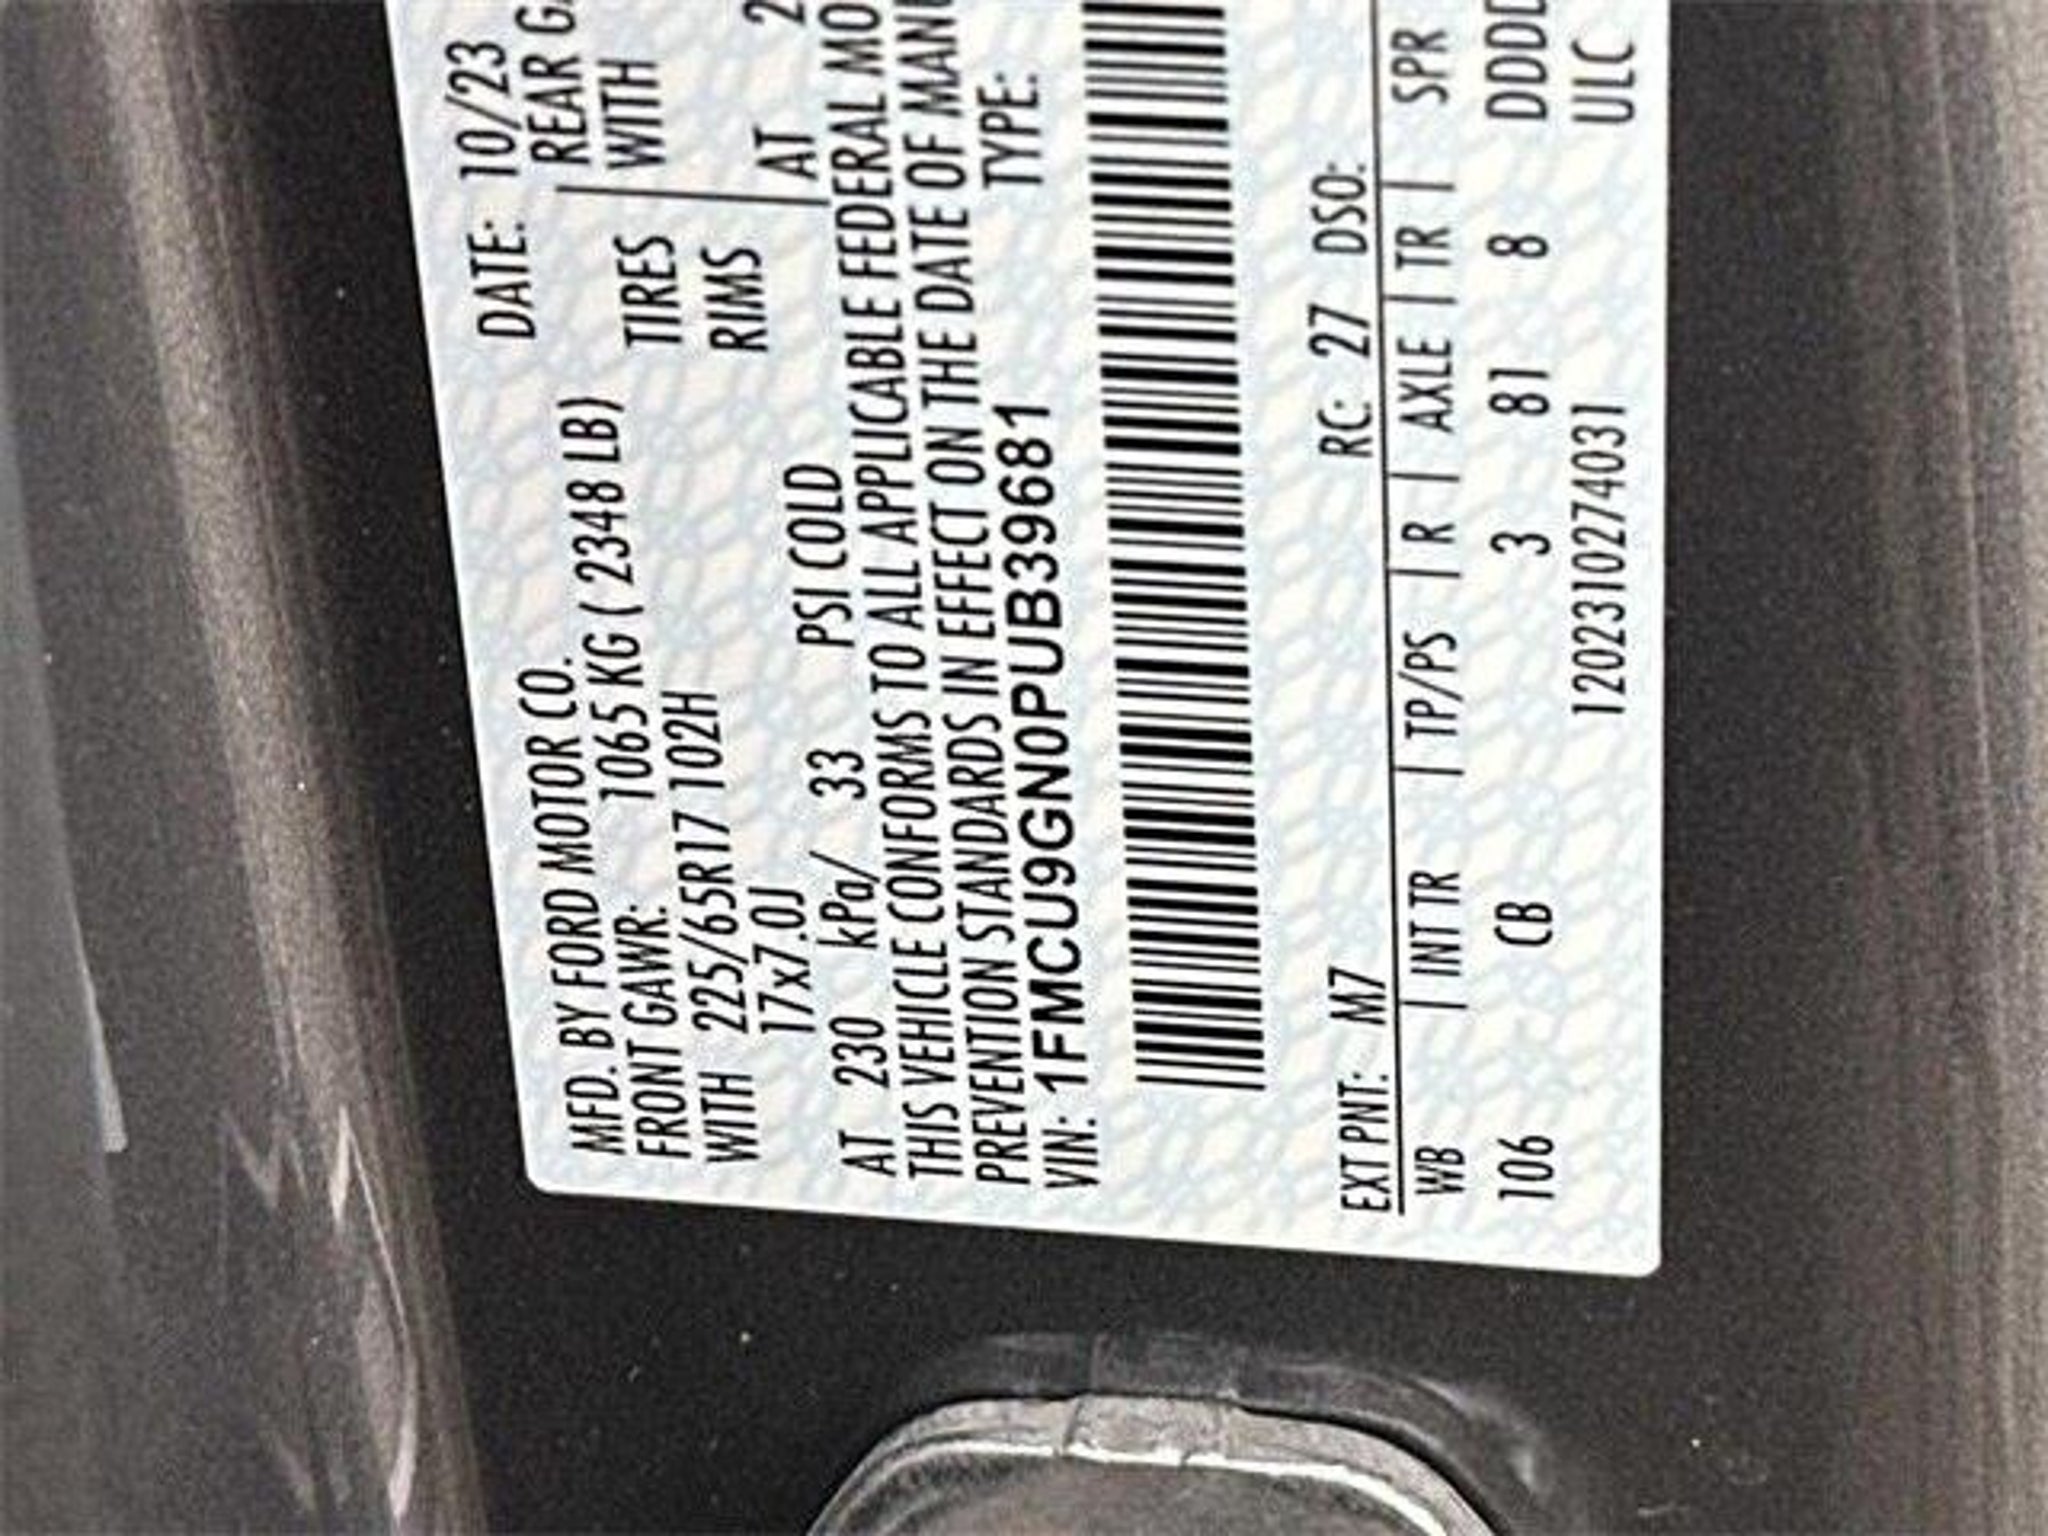 MFD. BY FORD MOTOR CO. DATE: 10/23
FRONT GAWR: 1065 KG ( 2348 LB) REAR
WITH 225/65R17 102H TIRES WITH
17x7.0J RIMS
AT 230 kPa/ 33 PSI COLD AT
THIS VEHICLE CONFORMS TO ALL APPLICABLE FEDERAL
PREVENTION STANDARDS IN EFFECT ON THE DATE OF
VIN: 1FMCU9GN0PUB39681 TYPE:
EXT PNT: M7 RC: 27 DSO:
WB | INT TR | TP/PS | R | AXLE | TR | SPR
106 CB 3 81 8 DDDD
1202310274031 ULC